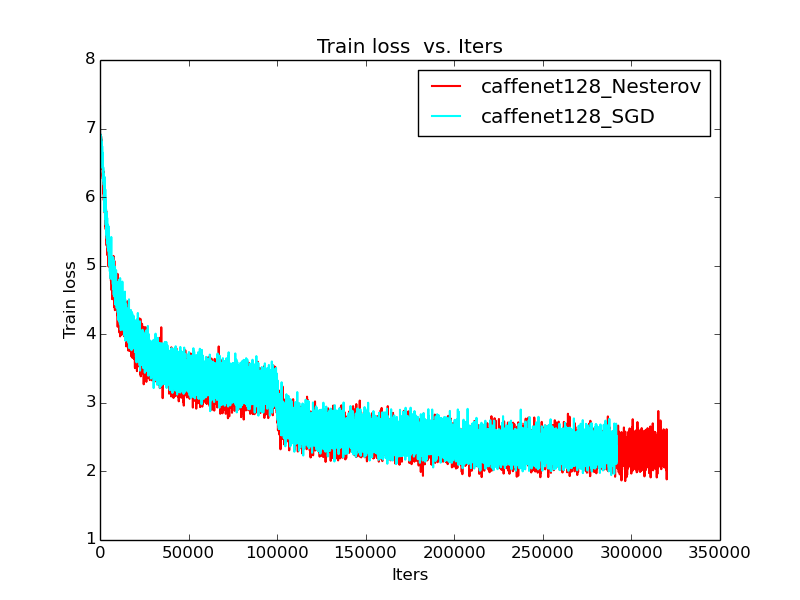 Train loss  vs. Iters
caffenet128_Nesterov
caffenet128_SGD
8
7
6
5
4
3
2
1
Train loss
0 50000 100000 150000 200000 250000 300000 350000
Iters